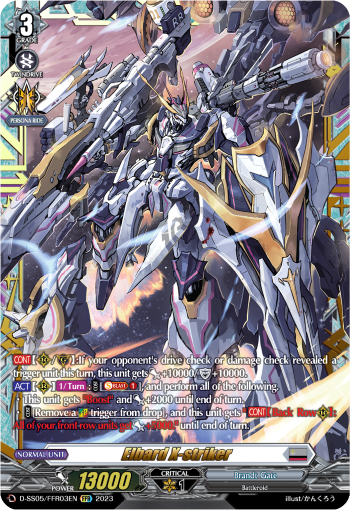 3
GRADE
TWINDRIVE
PERSONA RIDE
CONT【 / 】:If your opponent's drive check or damage check revealed a
trigger unit this turn, this unit gets +10000/ +10000.
ACT【 1/Turn】:COST[S-BLAST 1], and perform all of the following.
・This unit gets "Boost" and +2000 until end of turn.
・COST[Remove a trigger from drop], and this unit gets "CONT【Back Row 】:
All of your front row units get +5000" until end of turn.
NORMAL UNIT
Elbard X-striker
POWER
13000
CRITICAL
1
Brandt Gate
Battleroid
D-SS05/FFR03EN FFR 2023
illust/かんくろう